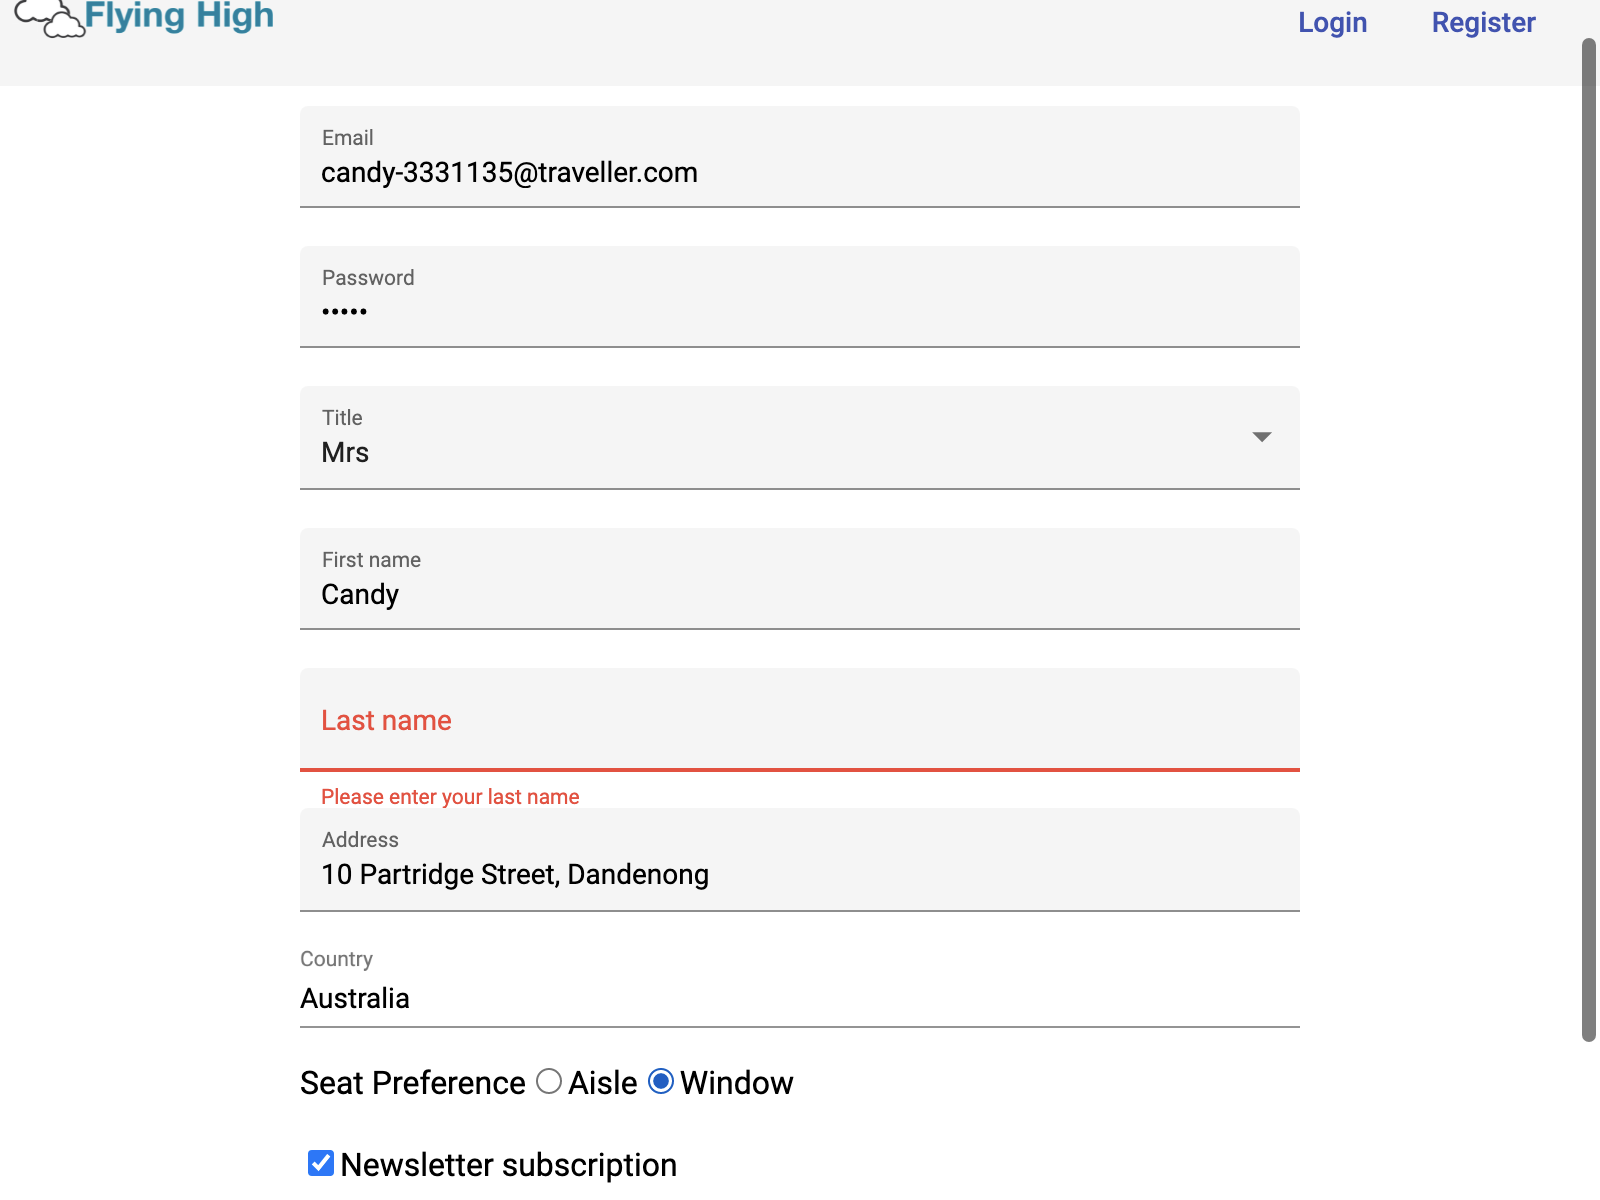 Flying High
Login Register
Email
candy-3331135@traveller.com
Password
•••••
Title
Mrs
First name
Candy
Last name
Please enter your last name
Address
10 Partridge Street, Dandenong
Country
Australia
Seat Preference Aisle Window
Newsletter subscription